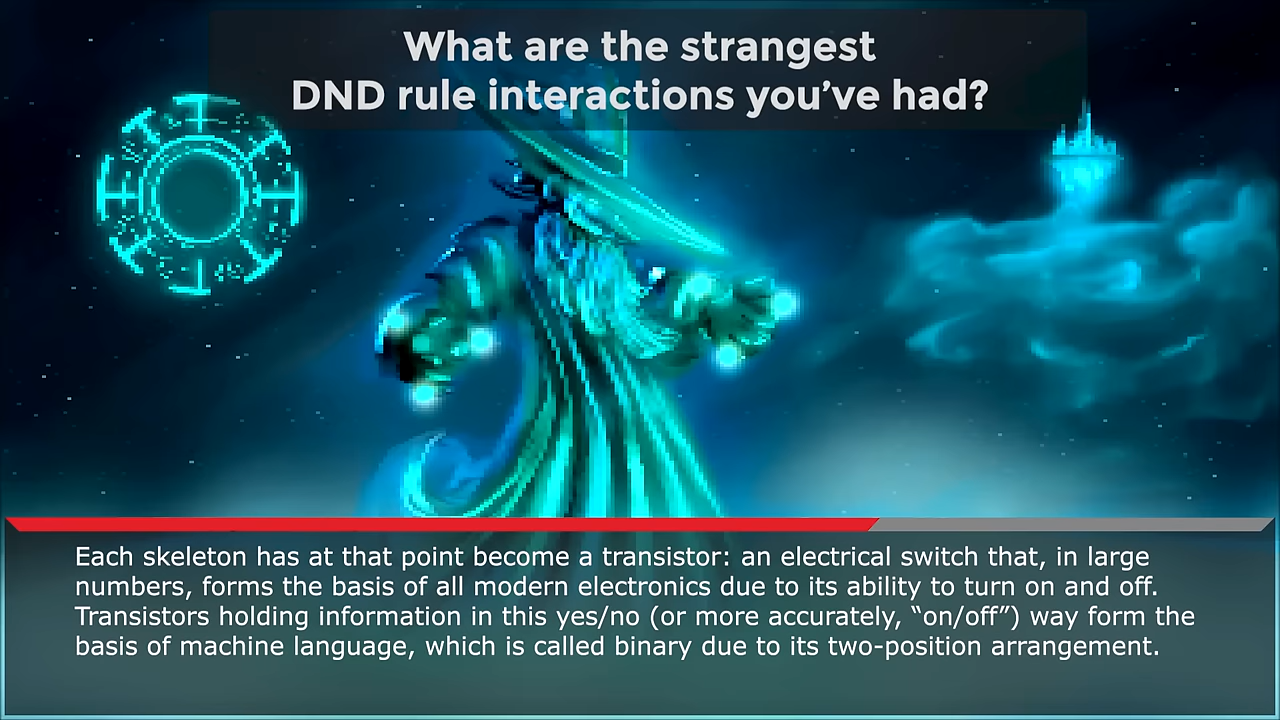 What are the strangest
DND rule interactions you’ve had?
Each skeleton has at that point become a transistor: an electrical switch that, in large
numbers, forms the basis of all modern electronics due to its ability to turn on and off.
Transistors holding information in this yes/no (or more accurately, “on/off”) way form the
basis of machine language, which is called binary due to its two-position arrangement.